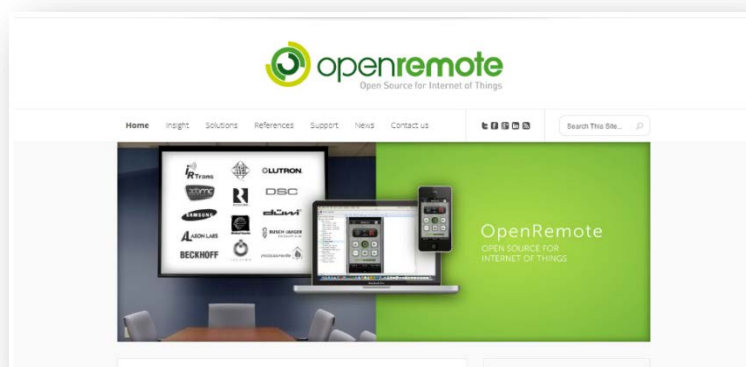 openremote
Open Source for Internet of Things
Home Insight Solutions References Support News Contact us
Search This Site...
IRTrans
LUTRON.
DSC
SAMSUNG
düwi
AEON LABS
BUSCH-JAEGER
BECKHOFF
OpenRemote
OPEN SOURCE FOR
INTERNET OF THINGS